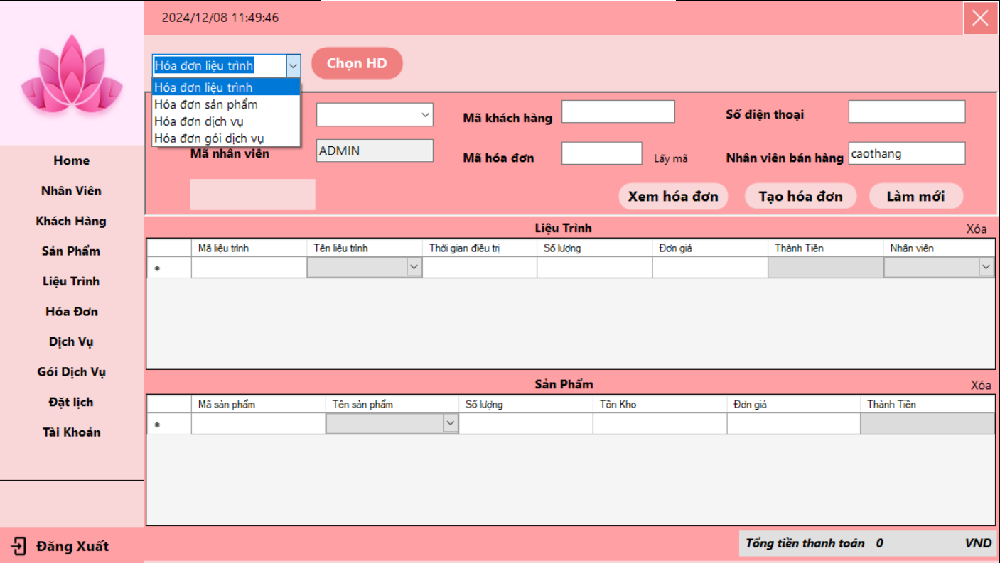 2024/12/08 11:49:46
Hóa đơn liệu trình
Chọn HD
Hóa đơn liệu trình
Hóa đơn sản phẩm
Hóa đơn dịch vụ
Hóa đơn gói dịch vụ
Mã khách hàng
Số điện thoại
Mã nhân viên
ADMIN
Mã hóa đơn
Lấy mã
Nhân viên bán hàng
caothang
Xem hóa đơn
Tạo hóa đơn
Làm mới
Home
Nhân Viên
Khách Hàng
Sản Phẩm
Liệu Trình
Hóa Đơn
Dịch Vụ
Gói Dịch Vụ
Đặt lịch
Tài Khoản
Đăng Xuất
Liệu Trình
Xóa
Mã liệu trình Tên liệu trình Thời gian điều trị Số lượng Đơn giá Thành Tiền Nhân viên
Sản Phẩm
Xóa
Mã sản phẩm Tên sản phẩm Số lượng Tồn Kho Đơn giá Thành Tiền
Tổng tiền thanh toán 0 VND